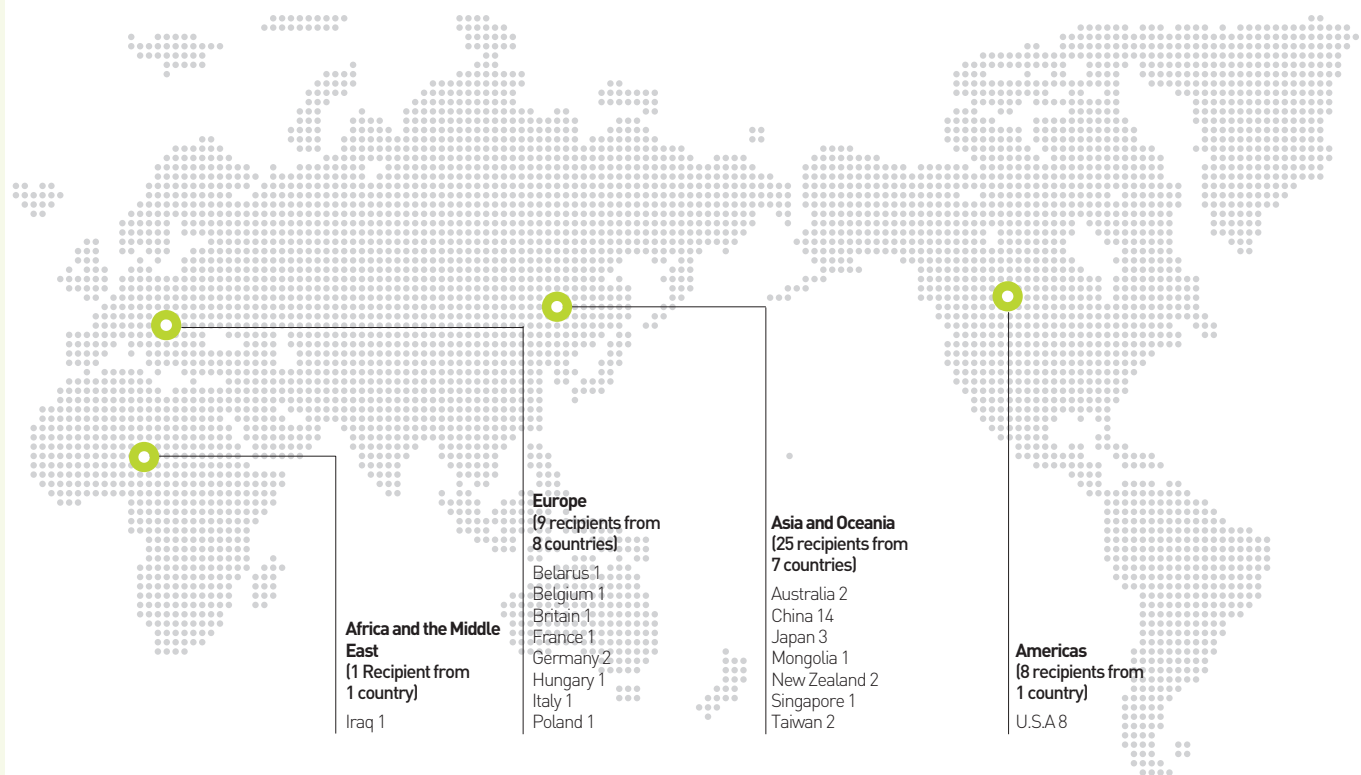 Africa and the Middle
East
(1 Recipient from
1 country)
Iraq 1
Europe
(9 recipients from
8 countries)
Belarus 1
Belgium 1
Britain 1
France 1
Germany 2
Hungary 1
Italy 1
Poland 1
Asia and Oceania
(25 recipients from
7 countries)
Australia 2
China 14
Japan 3
Mongolia 1
New Zealand 2
Singapore 1
Taiwan 2
Americas
(8 recipients from
1 country)
U.S.A 8